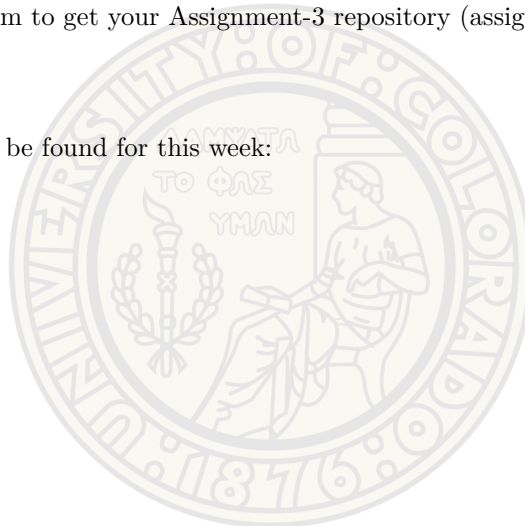 m to get your Assignment-3 repository (assig
be found for this week:
UNIVERSITY·OF·COLORADO·
ΛΑΜΨΑΤΩ
ΤΟ ΦΩΣ
ΥΜΩΝ
·1876·